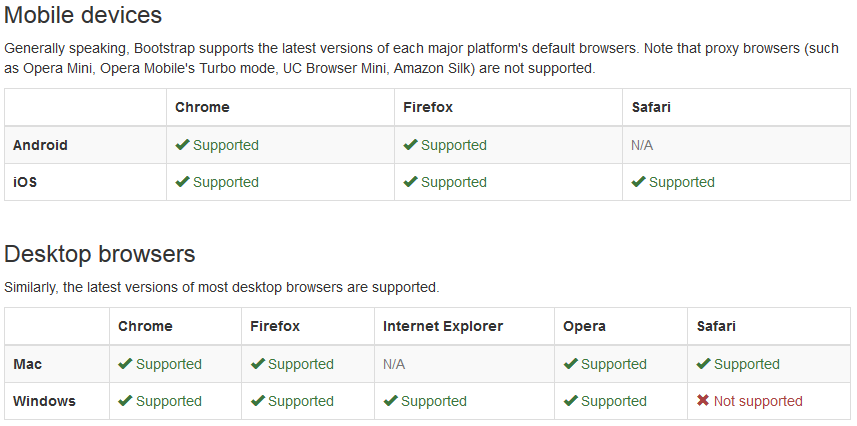 Mobile devices
Generally speaking, Bootstrap supports the latest versions of each major platform's default browsers. Note that proxy browsers (such
as Opera Mini, Opera Mobile's Turbo mode, UC Browser Mini, Amazon Silk) are not supported.
Chrome Firefox Safari
Android Supported Supported N/A
iOS Supported Supported Supported
Desktop browsers
Similarly, the latest versions of most desktop browsers are supported.
Chrome Firefox Internet Explorer Opera Safari
Mac Supported Supported N/A Supported Supported
Windows Supported Supported Supported Supported Not supported